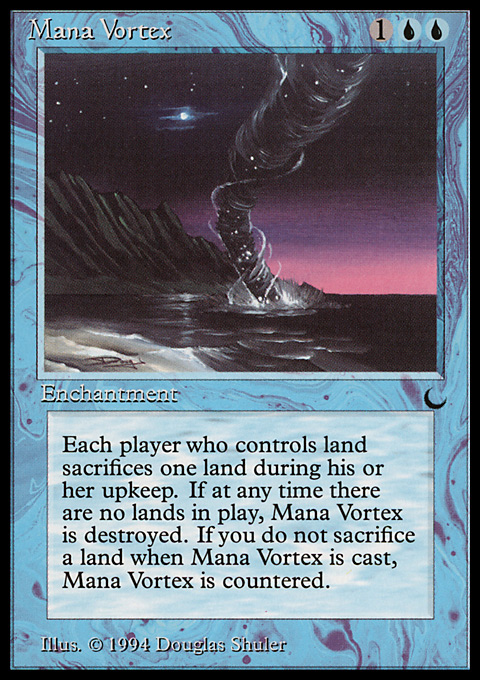 Mana Vortex 1
Enchantment
Each player who controls land
sacrifices one land during his or
her upkeep. If at any time there
are no lands in play, Mana Vortex
is destroyed. If you do not sacrifice
a land when Mana Vortex is cast,
Mana Vortex is countered.
Illus. © 1994 Douglas Shuler